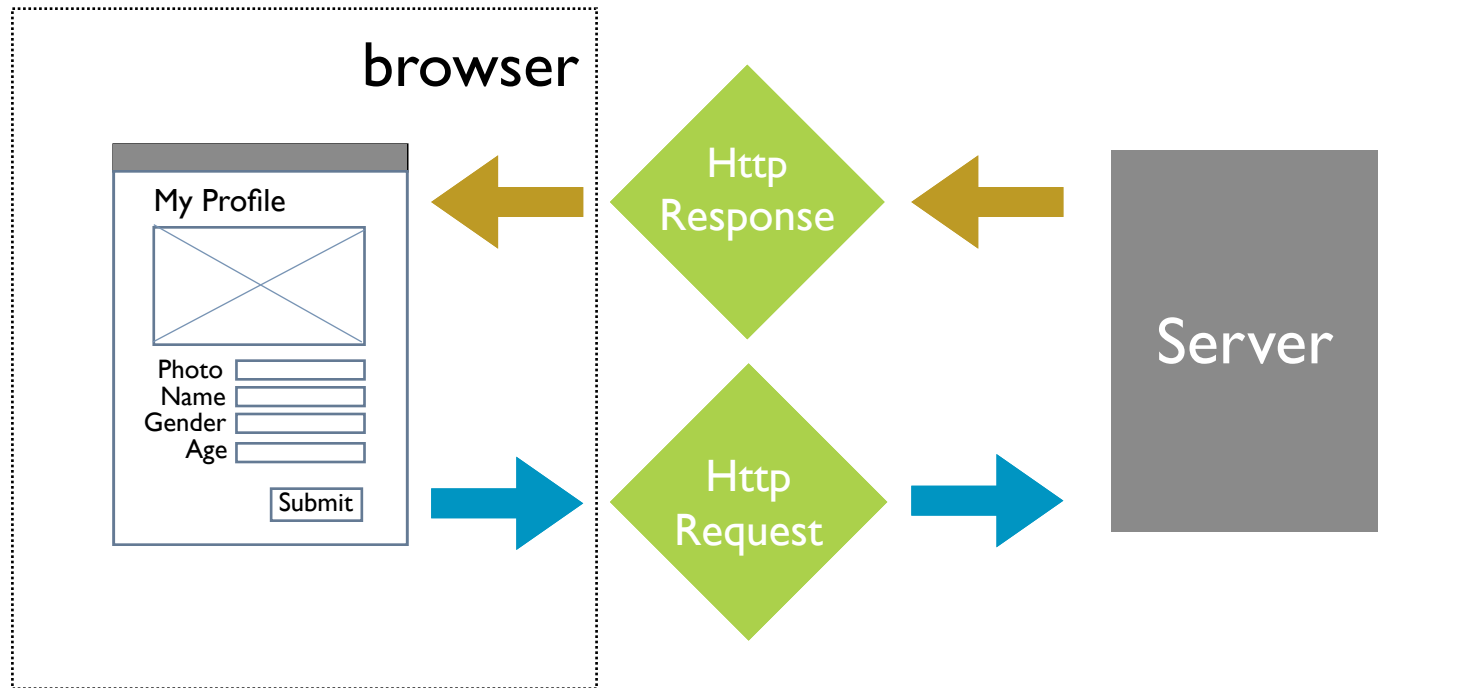 browser
My Profile
Photo
Name
Gender
Age
Submit
Http
Response
Http
Request
Server